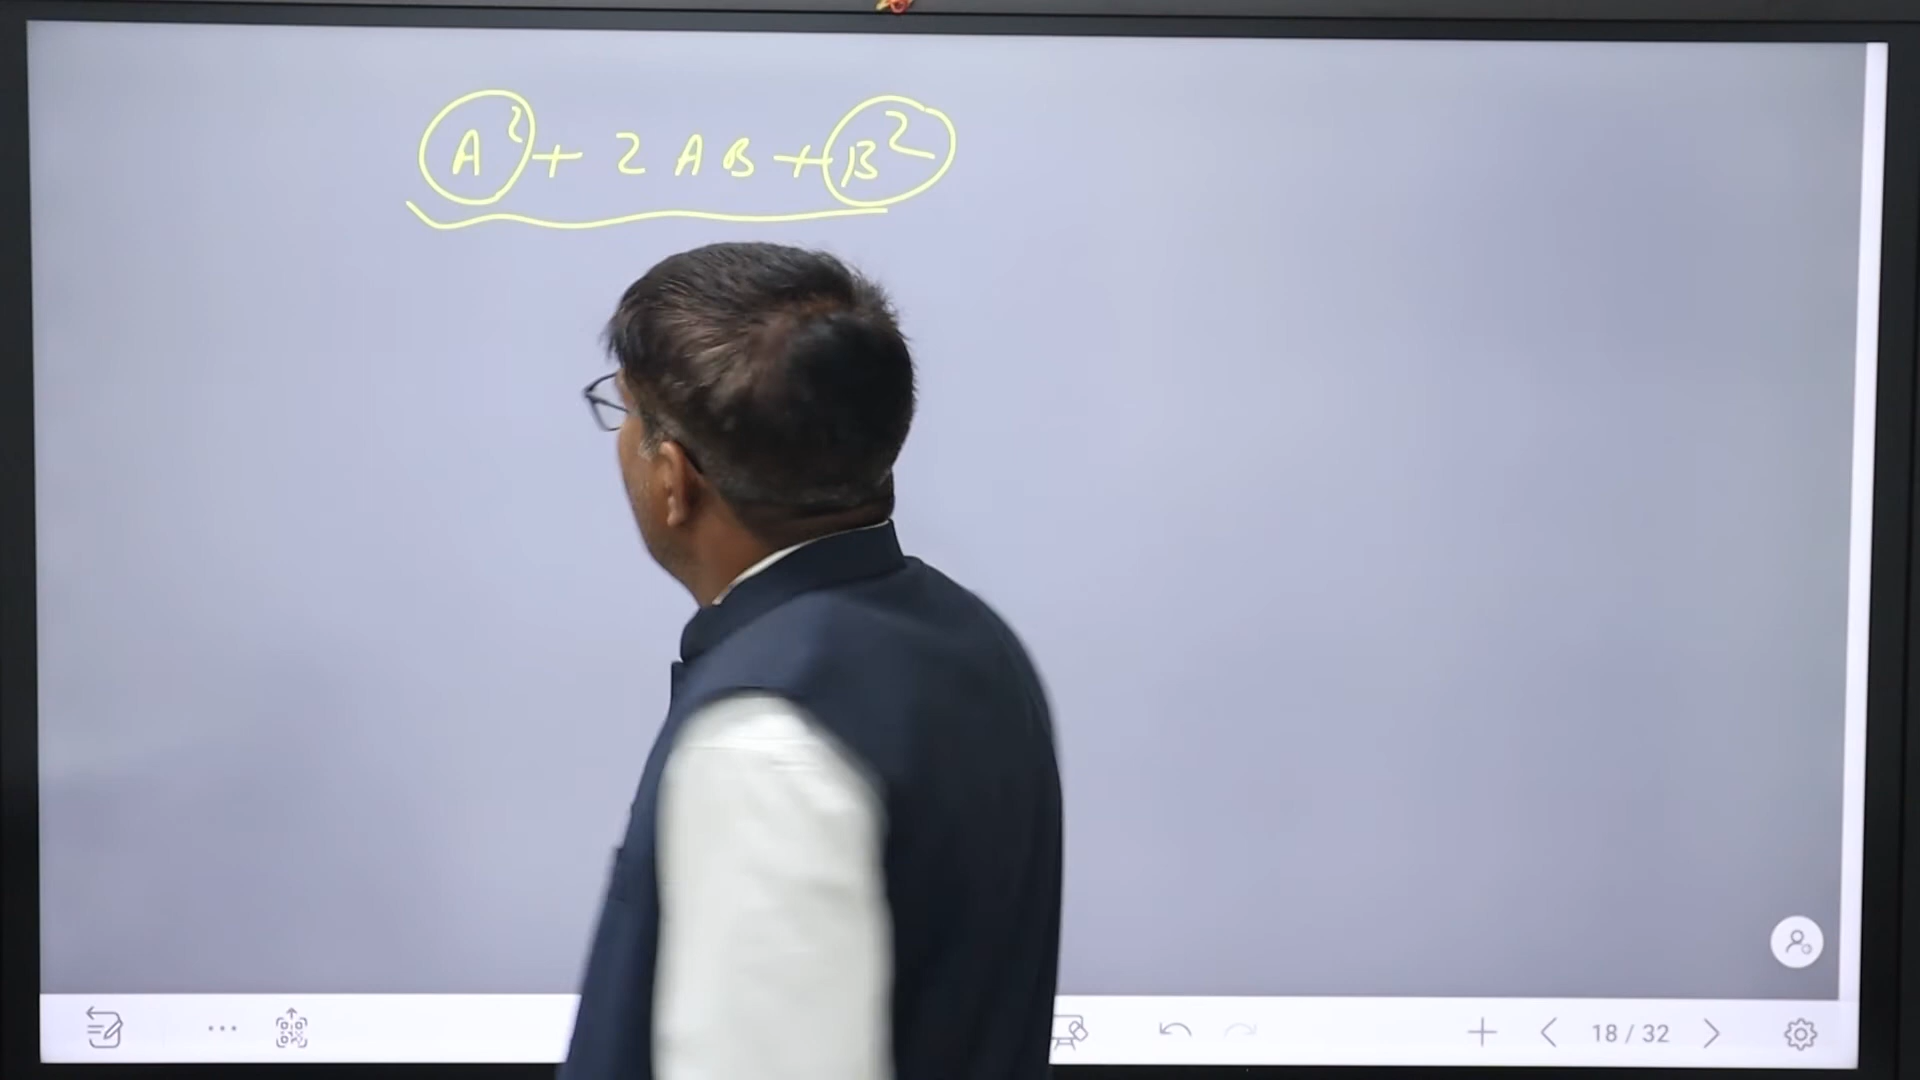 A² + 2AB + B²
18 / 32